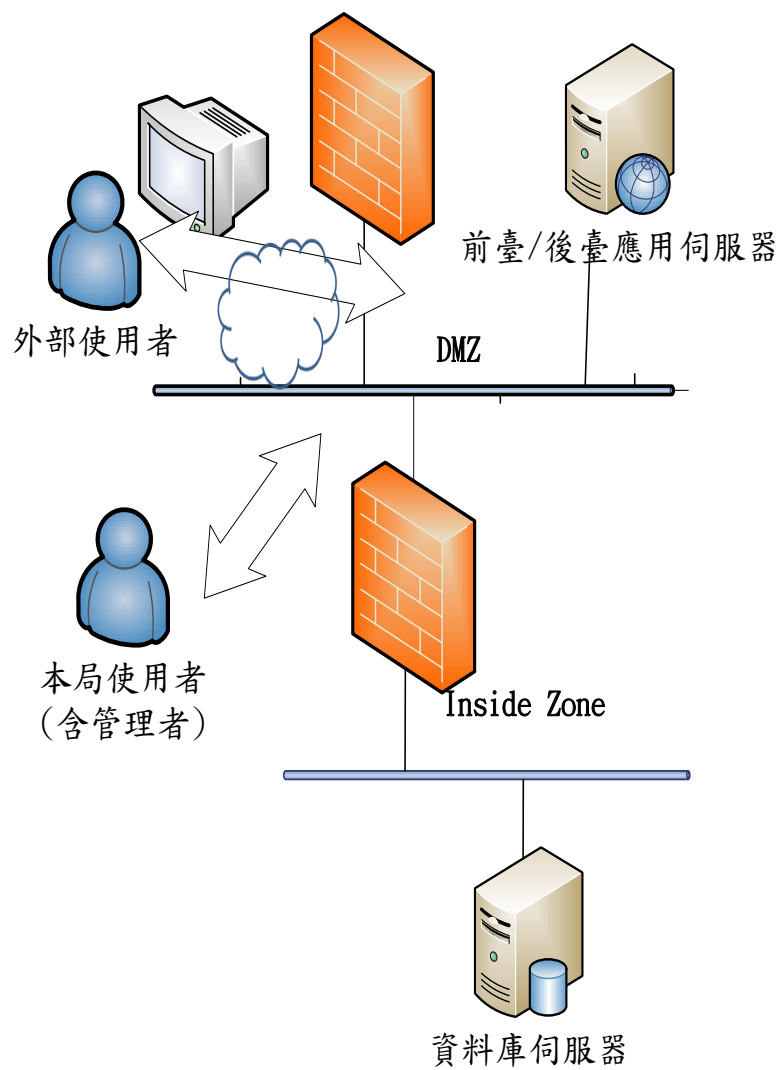 前臺/後臺應用伺服器
外部使用者
DMZ
本局使用者
(含管理者)
Inside Zone
資料庫伺服器